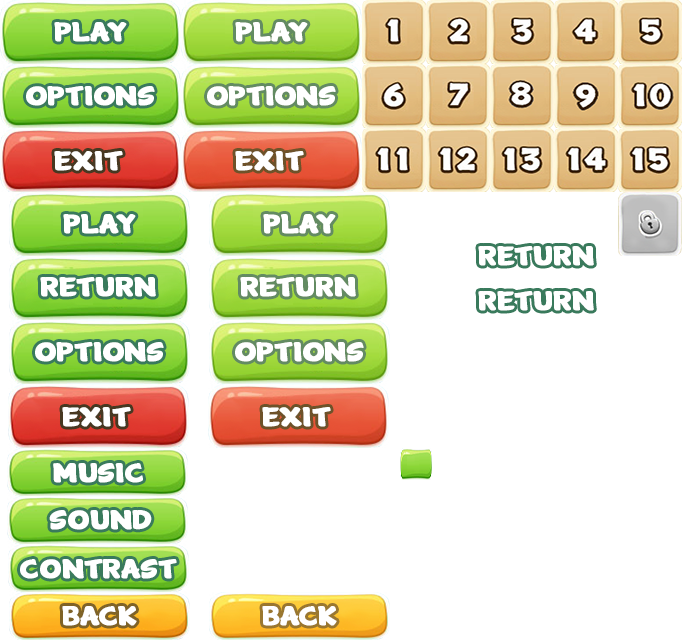 PLAY PLAY 1 2 3 4 5
OPTIONS OPTIONS 6 7 8 9 10
EXIT EXIT 11 12 13 14 15
PLAY PLAY
RETURN
RETURN RETURN
RETURN
OPTIONS OPTIONS
EXIT EXIT
MUSIC
SOUND
CONTRAST
BACK BACK